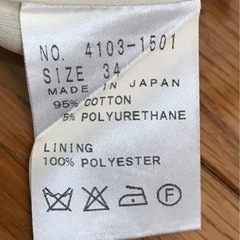 NO. 4103-1501
SIZE 34
MADE IN JAPAN
95% COTTON
5% POLYURETHANE
LINING
100% POLYESTER
F